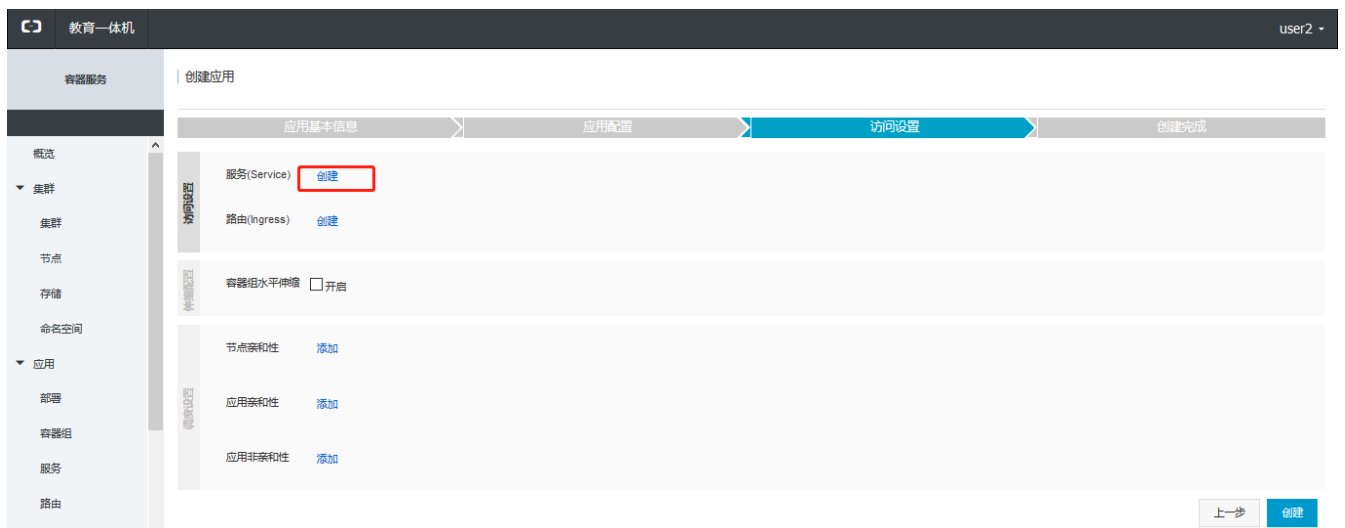 教育一体机
user2
容器服务
创建应用
应用基本信息
应用配置
访问设置
创建完成
概览
集群
集群
节点
存储
命名空间
应用
部署
容器组
服务
路由
访问设置
服务(Service) 创建
路由(Ingress) 创建
容器组水平伸缩 开启
调度设置
节点亲和性 添加
应用亲和性 添加
应用非亲和性 添加
上一步 创建